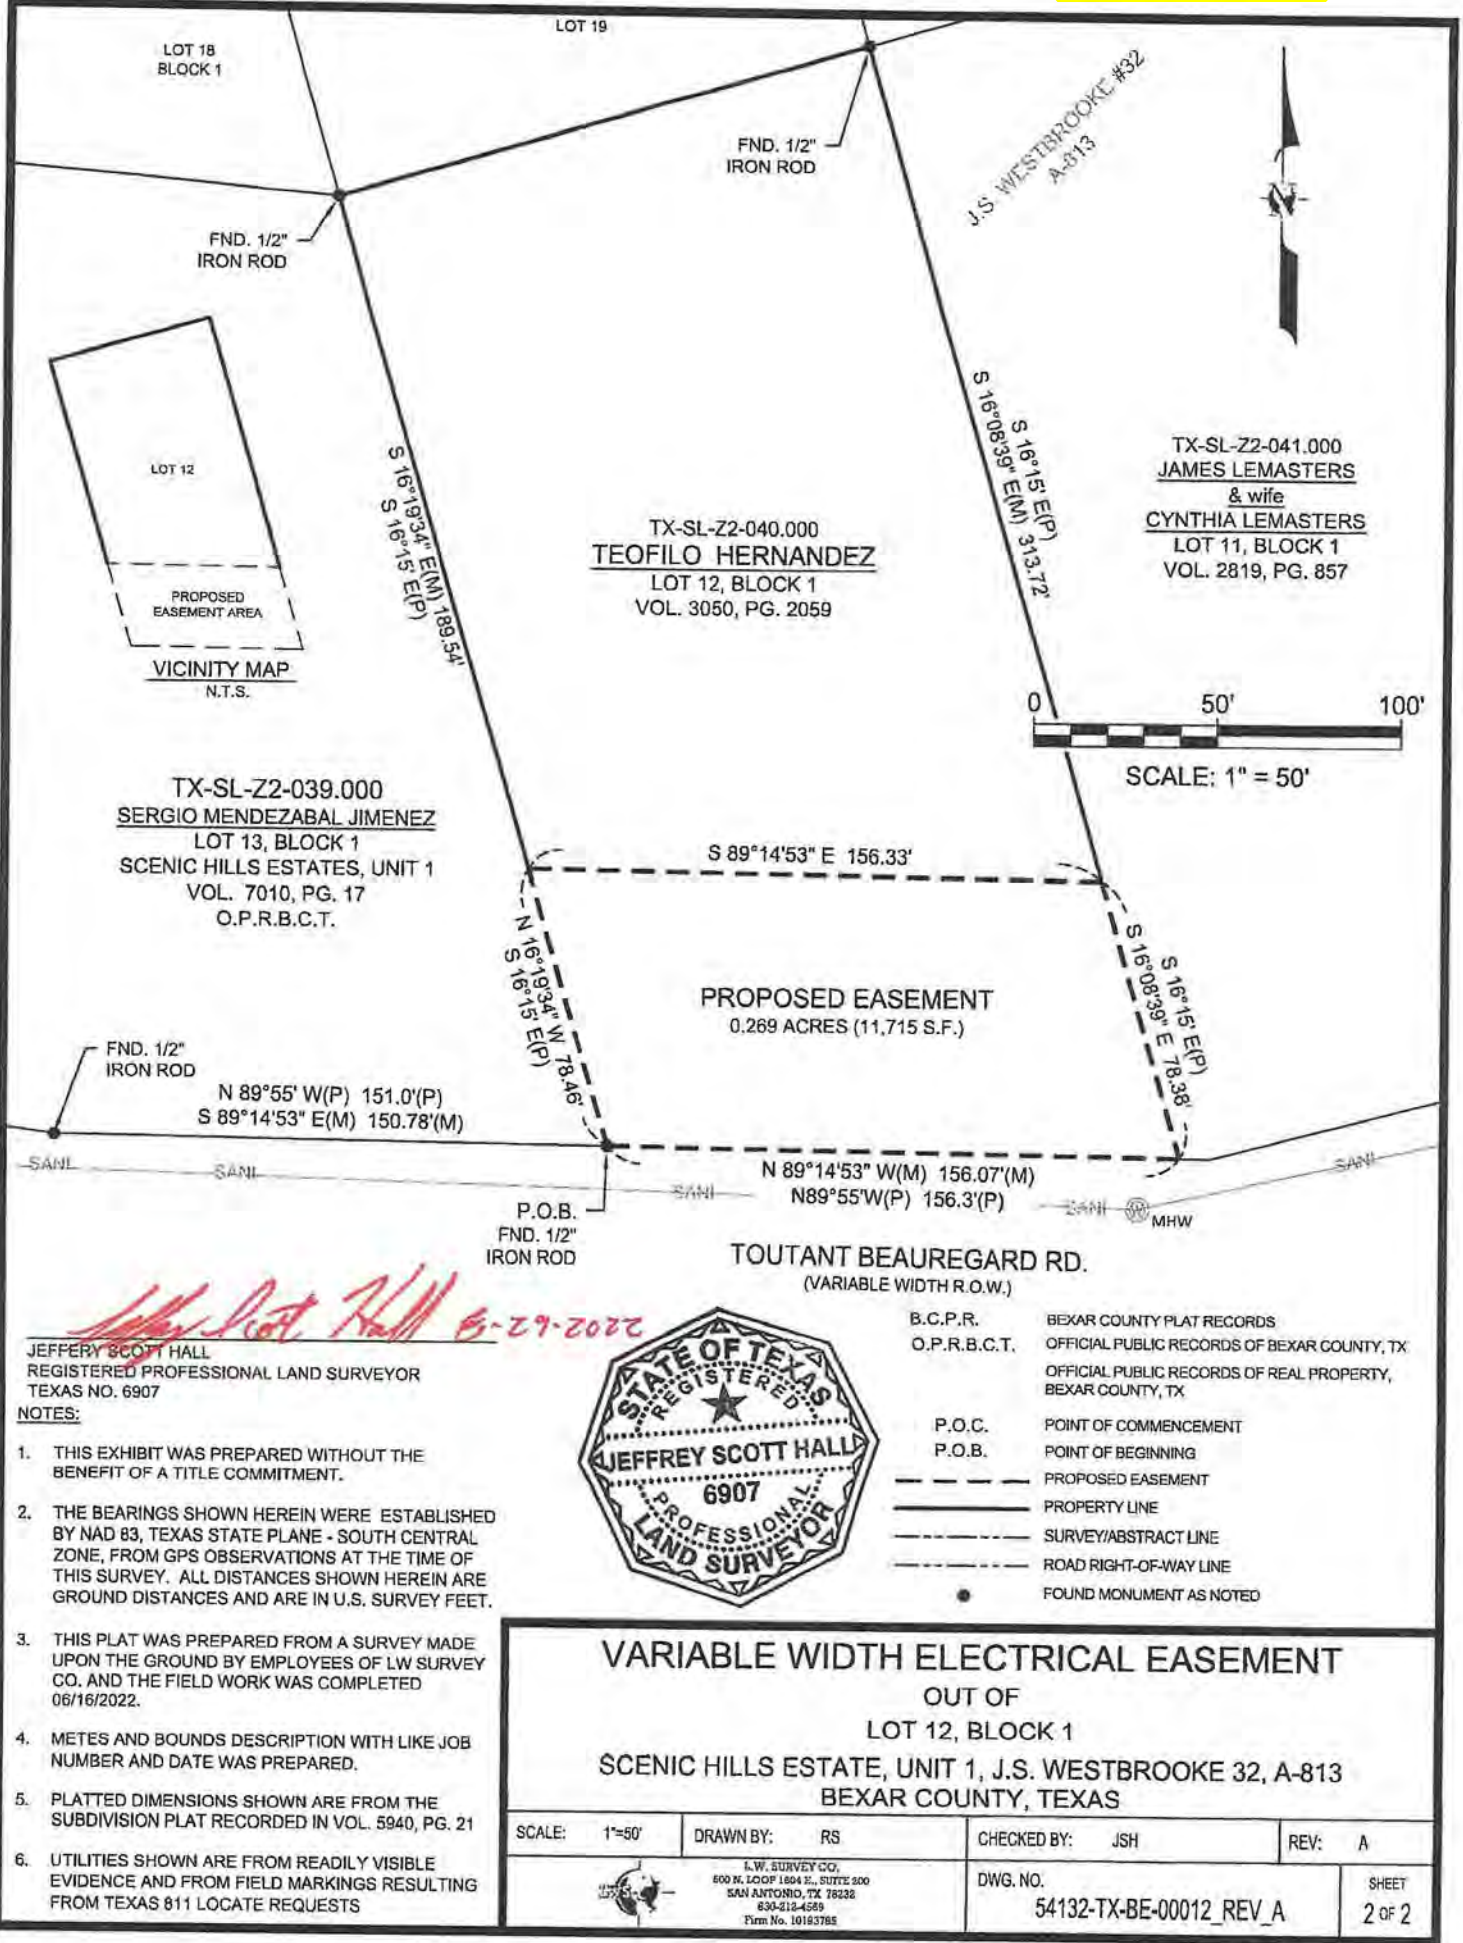 LOT 18
BLOCK 1
LOT 19
FND. 1/2"
IRON ROD
J.S. WESTBROOKE #32
A-813
N
FND. 1/2"
IRON ROD
LOT 12
PROPOSED
EASEMENT AREA
VICINITY MAP
N.T.S.
S 16°19'34" E(M) 189.54'
S 16°15' E(P)
TX-SL-Z2-040.000
TEOFILO HERNANDEZ
LOT 12, BLOCK 1
VOL. 3050, PG. 2059
S 16°15' E(P)
S 16°08'39" E(M) 313.72'
TX-SL-Z2-041.000
JAMES LEMASTERS
& wife
CYNTHIA LEMASTERS
LOT 11, BLOCK 1
VOL. 2819, PG. 857
0 50' 100'
SCALE: 1" = 50'
TX-SL-Z2-039.000
SERGIO MENDEZABAL JIMENEZ
LOT 13, BLOCK 1
SCENIC HILLS ESTATES, UNIT 1
VOL. 7010, PG. 17
O.P.R.B.C.T.
S 89°14'53" E 156.33'
N 16°19'34" W 78.46'
S 16°15' E(P)
PROPOSED EASEMENT
0.269 ACRES (11,715 S.F.)
S 16°15' E(P)
S 16°08'39" E 78.38'
FND. 1/2"
IRON ROD
N 89°55' W(P) 151.0'(P)
S 89°14'53" E(M) 150.78'(M)
SANI
SANI
SANI
SANI
SANI
N 89°14'53" W(M) 156.07'(M)
N89°55'W(P) 156.3'(P)
MHW
P.O.B.
FND. 1/2"
IRON ROD
TOUTANT BEAUREGARD RD.
(VARIABLE WIDTH R.O.W.)
Jeffery Scott Hall 8-29-2022
JEFFERY SCOTT HALL
REGISTERED PROFESSIONAL LAND SURVEYOR
TEXAS NO. 6907
STATE OF TEXAS
REGISTERED
JEFFREY SCOTT HALL
6907
PROFESSIONAL
LAND SURVEYOR
B.C.P.R. BEXAR COUNTY PLAT RECORDS
O.P.R.B.C.T. OFFICIAL PUBLIC RECORDS OF BEXAR COUNTY, TX
OFFICIAL PUBLIC RECORDS OF REAL PROPERTY,
BEXAR COUNTY, TX
P.O.C. POINT OF COMMENCEMENT
P.O.B. POINT OF BEGINNING
PROPOSED EASEMENT
PROPERTY LINE
SURVEY/ABSTRACT LINE
ROAD RIGHT-OF-WAY LINE
FOUND MONUMENT AS NOTED
NOTES:
1. THIS EXHIBIT WAS PREPARED WITHOUT THE
BENEFIT OF A TITLE COMMITMENT.
2. THE BEARINGS SHOWN HEREIN WERE ESTABLISHED
BY NAD 83, TEXAS STATE PLANE - SOUTH CENTRAL
ZONE, FROM GPS OBSERVATIONS AT THE TIME OF
THIS SURVEY. ALL DISTANCES SHOWN HEREIN ARE
GROUND DISTANCES AND ARE IN U.S. SURVEY FEET.
3. THIS PLAT WAS PREPARED FROM A SURVEY MADE
UPON THE GROUND BY EMPLOYEES OF LW SURVEY
CO. AND THE FIELD WORK WAS COMPLETED
06/16/2022.
4. METES AND BOUNDS DESCRIPTION WITH LIKE JOB
NUMBER AND DATE WAS PREPARED.
5. PLATTED DIMENSIONS SHOWN ARE FROM THE
SUBDIVISION PLAT RECORDED IN VOL. 5940, PG. 21
6. UTILITIES SHOWN ARE FROM READILY VISIBLE
EVIDENCE AND FROM FIELD MARKINGS RESULTING
FROM TEXAS 811 LOCATE REQUESTS
VARIABLE WIDTH ELECTRICAL EASEMENT
OUT OF
LOT 12, BLOCK 1
SCENIC HILLS ESTATE, UNIT 1, J.S. WESTBROOKE 32, A-813
BEXAR COUNTY, TEXAS
SCALE: 1"=50' DRAWN BY: RS CHECKED BY: JSH REV: A
L.W. SURVEY CO.
600 N. LOOP 1604 E., SUITE 200
SAN ANTONIO, TX 78232
630-212-4569
Firm No. 10193785
DWG. NO.
54132-TX-BE-00012_REV_A
SHEET
2 OF 2